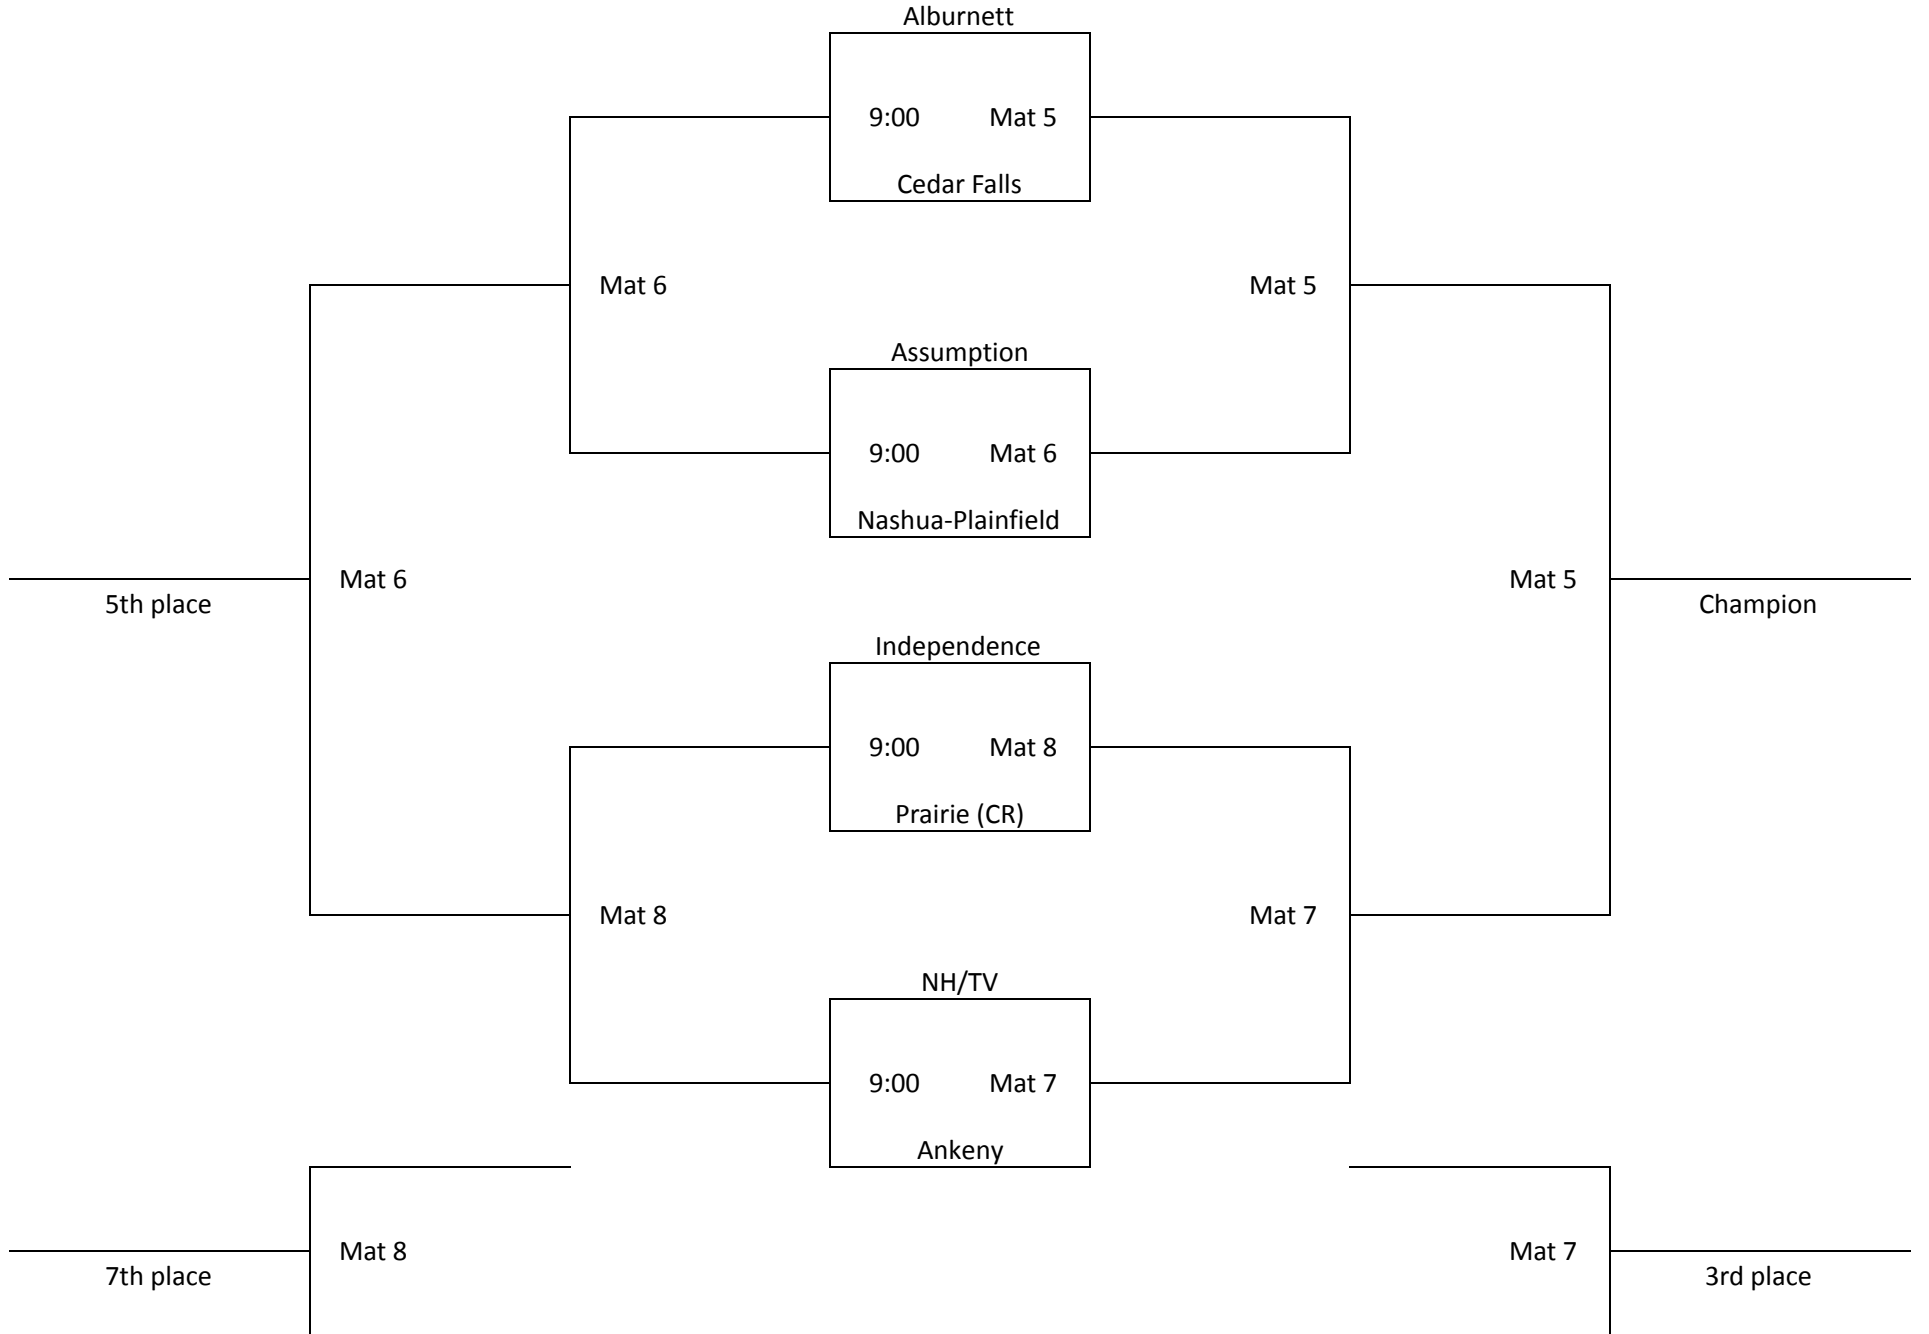 Alburnett
9:00 Mat 5
Cedar Falls
Mat 6 Mat 5
Assumption
9:00 Mat 6
Nashua-Plainfield
Mat 6 Mat 5
5th place Champion
Independence
9:00 Mat 8
Prairie (CR)
Mat 8 Mat 7
NH/TV
9:00 Mat 7
Ankeny
Mat 8 Mat 7
7th place 3rd place